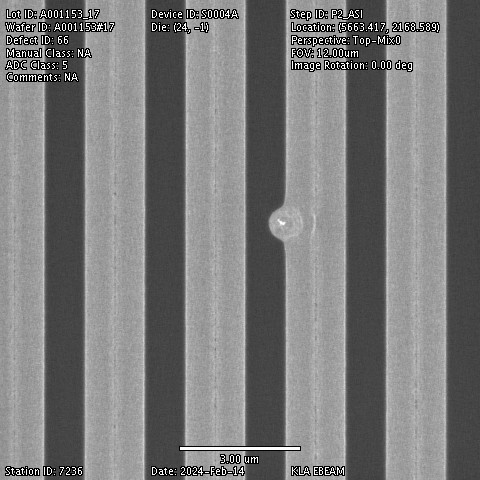 Lot ID: A001153_17
Wafer ID: A001153#17
Defect ID: 66
Manual Class: NA
ADC Class: 5
Comments: NA
Device ID: S0004A
Die: (24, -1)
Step ID: P2_ASI
Location: (5663.417, 2168.589)
Perspective: Top-Mix0
FOV: 12.00um
Image Rotation: 0.00 deg
3.00 um
Station ID: 7236
Date: 2024-Feb-14
KLA EBEAM